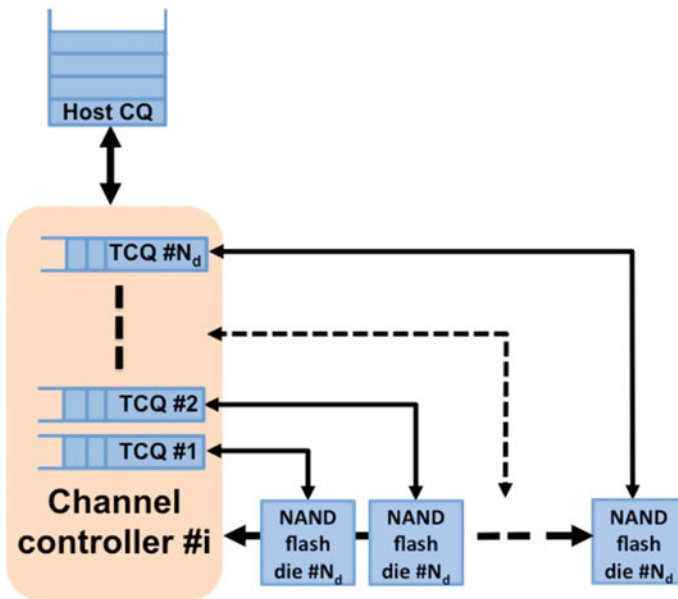 Host CQ
TCQ #Nd
TCQ #2
TCQ #1
Channel
controller #i
NAND
flash
die #Nd
NAND
flash
die #Nd
NAND
flash
die #Nd